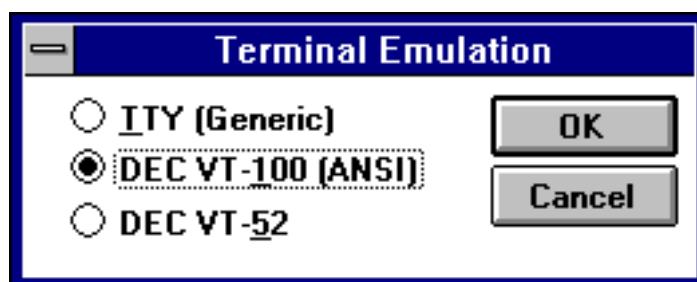 Terminal Emulation
TTY (Generic)
DEC VT-100 (ANSI)
DEC VT-52
OK
Cancel